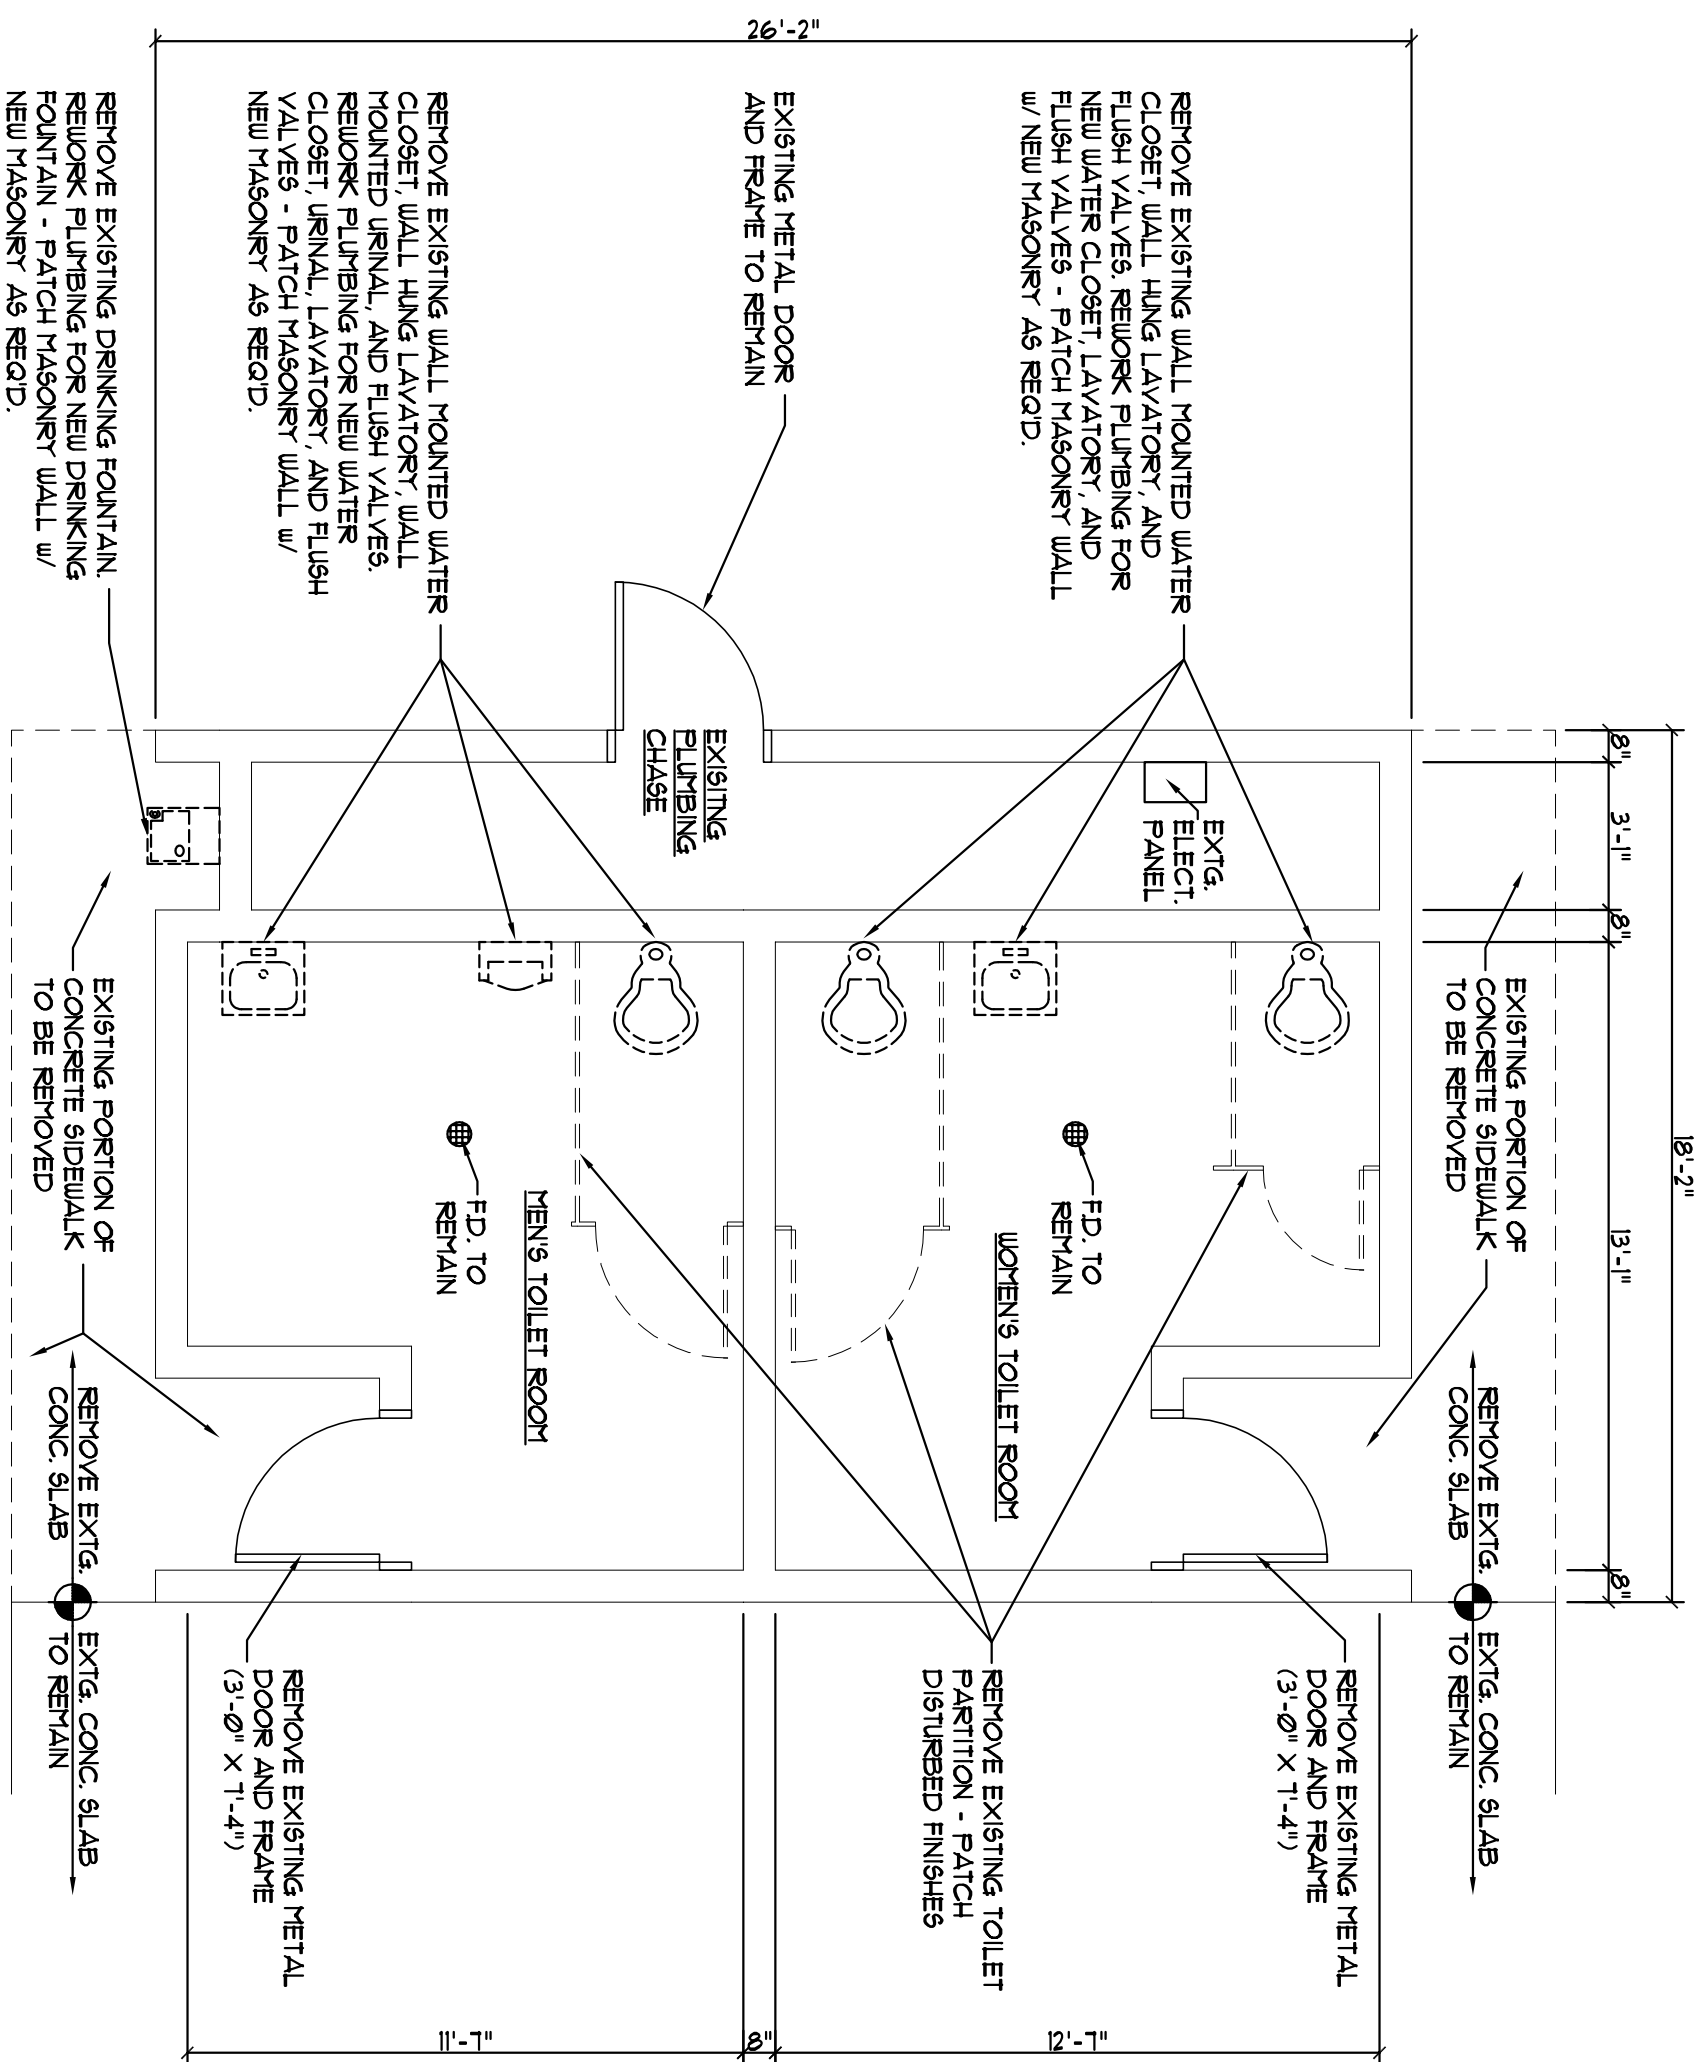 18'-2"
8"
3'-1"
8"
13'-1"
8"
26'-2"
EXISTING PORTION OF
CONCRETE SIDEWALK
TO BE REMOVED
REMOVE EXTG.
CONC. SLAB
EXTG. CONC. SLAB
TO REMAIN
REMOVE EXISTING WALL MOUNTED WATER
CLOSET, WALL HUNG LAVATORY, AND
FLUSH VALVES. REWORK PLUMBING FOR
NEW WATER CLOSET, LAVATORY, AND
FLUSH VALVES - PATCH MASONRY WALL
w/ NEW MASONRY AS REQ'D.
EXTG.
ELECT.
PANEL
REMOVE EXISTING METAL
DOOR AND FRAME
(3'-0" X 7'-4")
F.D. TO
REMAIN
WOMEN'S TOILET ROOM
REMOVE EXISTING TOILET
PARTITION - PATCH
DISTURBED FINISHES
EXISTING METAL DOOR
AND FRAME TO REMAIN
EXISITNG
PLUMBING
CHASE
MEN'S TOILET ROOM
F.D. TO
REMAIN
REMOVE EXISTING WALL MOUNTED WATER
CLOSET, WALL HUNG LAVATORY, WALL
MOUNTED URINAL, AND FLUSH VALVES.
REWORK PLUMBING FOR NEW WATER
CLOSET, URINAL, LAVATORY, AND FLUSH
VALVES - PATCH MASONRY WALL w/
NEW MASONRY AS REQ'D.
REMOVE EXISTING METAL
DOOR AND FRAME
(3'-0" X 7'-4")
REMOVE EXISTING DRINKING FOUNTAIN.
REWORK PLUMBING FOR NEW DRINKING
FOUNTAIN - PATCH MASONRY WALL w/
NEW MASONRY AS REQ'D.
EXISTING PORTION OF
CONCRETE SIDEWALK
TO BE REMOVED
REMOVE EXTG.
CONC. SLAB
EXTG. CONC. SLAB
TO REMAIN
12'-7"
8"
11'-7"